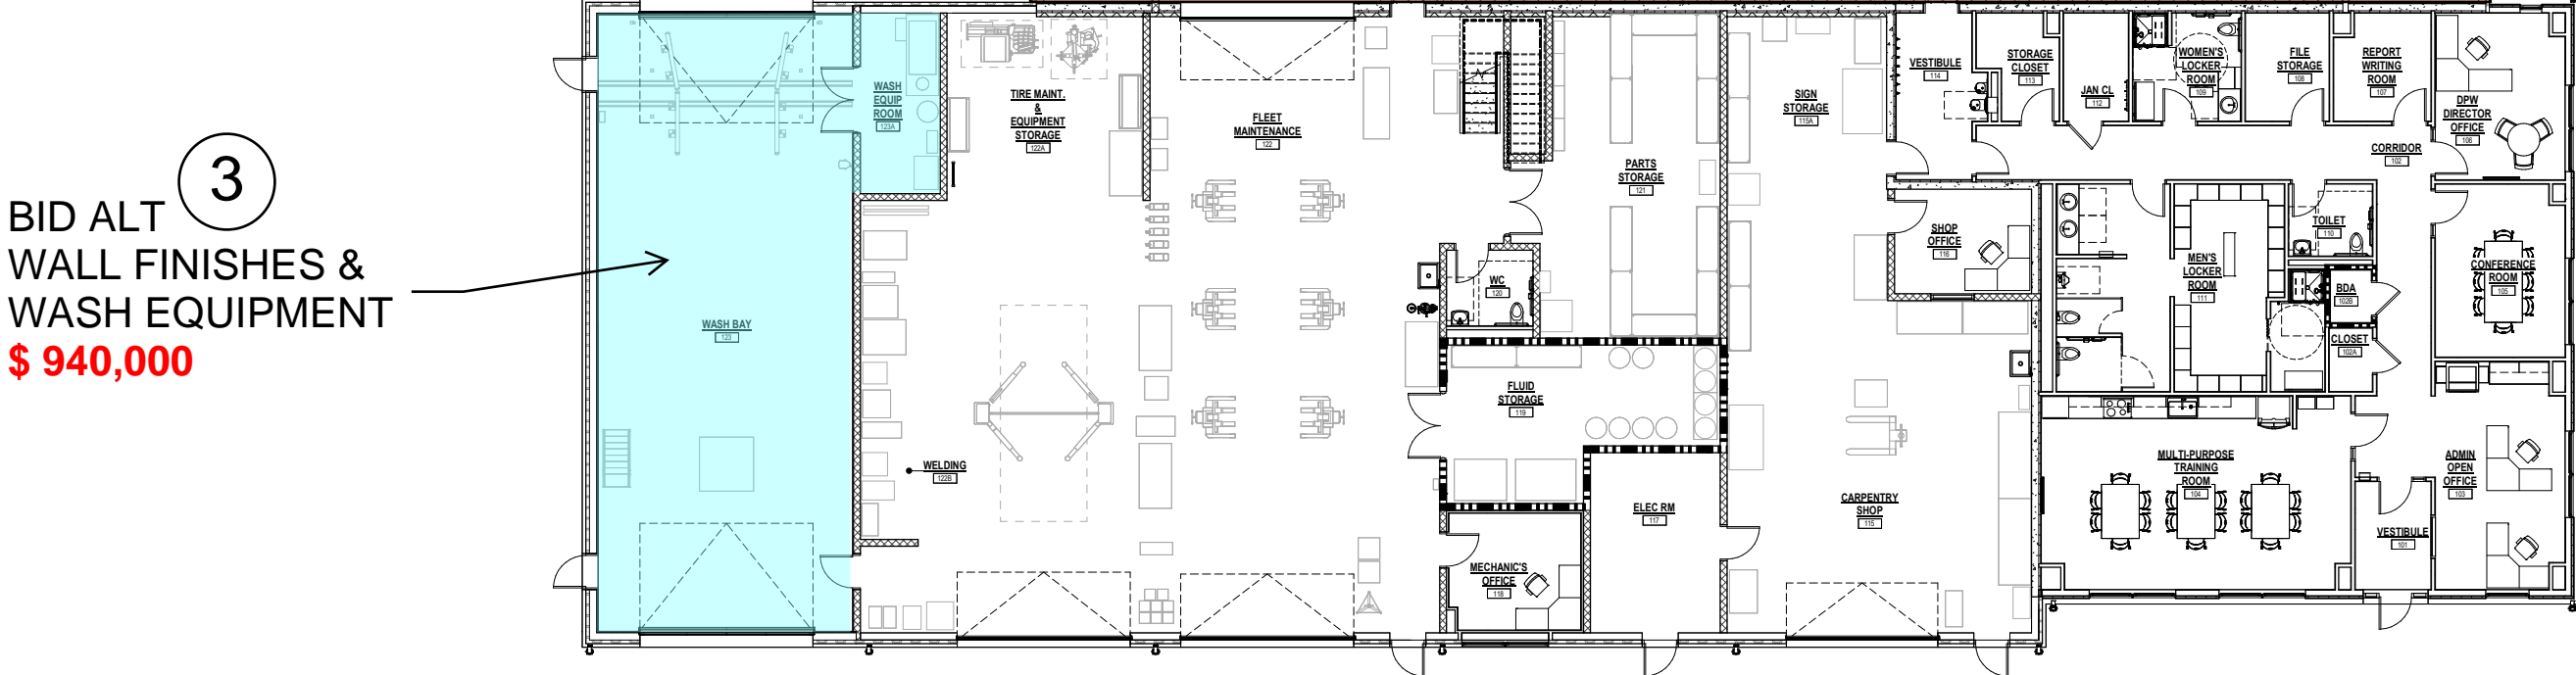 3
BID ALT
WALL FINISHES &
WASH EQUIPMENT
$ 940,000
WASH BAY
123
WASH
EQUIP
ROOM
123A
TIRE MAINT.
&
EQUIPMENT
STORAGE
122A
WELDING
122B
FLEET
MAINTENANCE
122
WC
120
PARTS
STORAGE
121
FLUID
STORAGE
119
MECHANIC'S
OFFICE
118
ELEC RM
117
SIGN
STORAGE
115A
CARPENTRY
SHOP
115
VESTIBULE
114
SHOP
OFFICE
116
STORAGE
CLOSET
113
JAN CL
112
WOMEN'S
LOCKER
ROOM
109
FILE
STORAGE
108
REPORT
WRITING
ROOM
107
DPW
DIRECTOR
OFFICE
106
CORRIDOR
102
MEN'S
LOCKER
ROOM
111
TOILET
110
BDA
102B
CLOSET
102A
CONFERENCE
ROOM
105
MULTI-PURPOSE
TRAINING
ROOM
104
ADMIN
OPEN
OFFICE
103
VESTIBULE
101